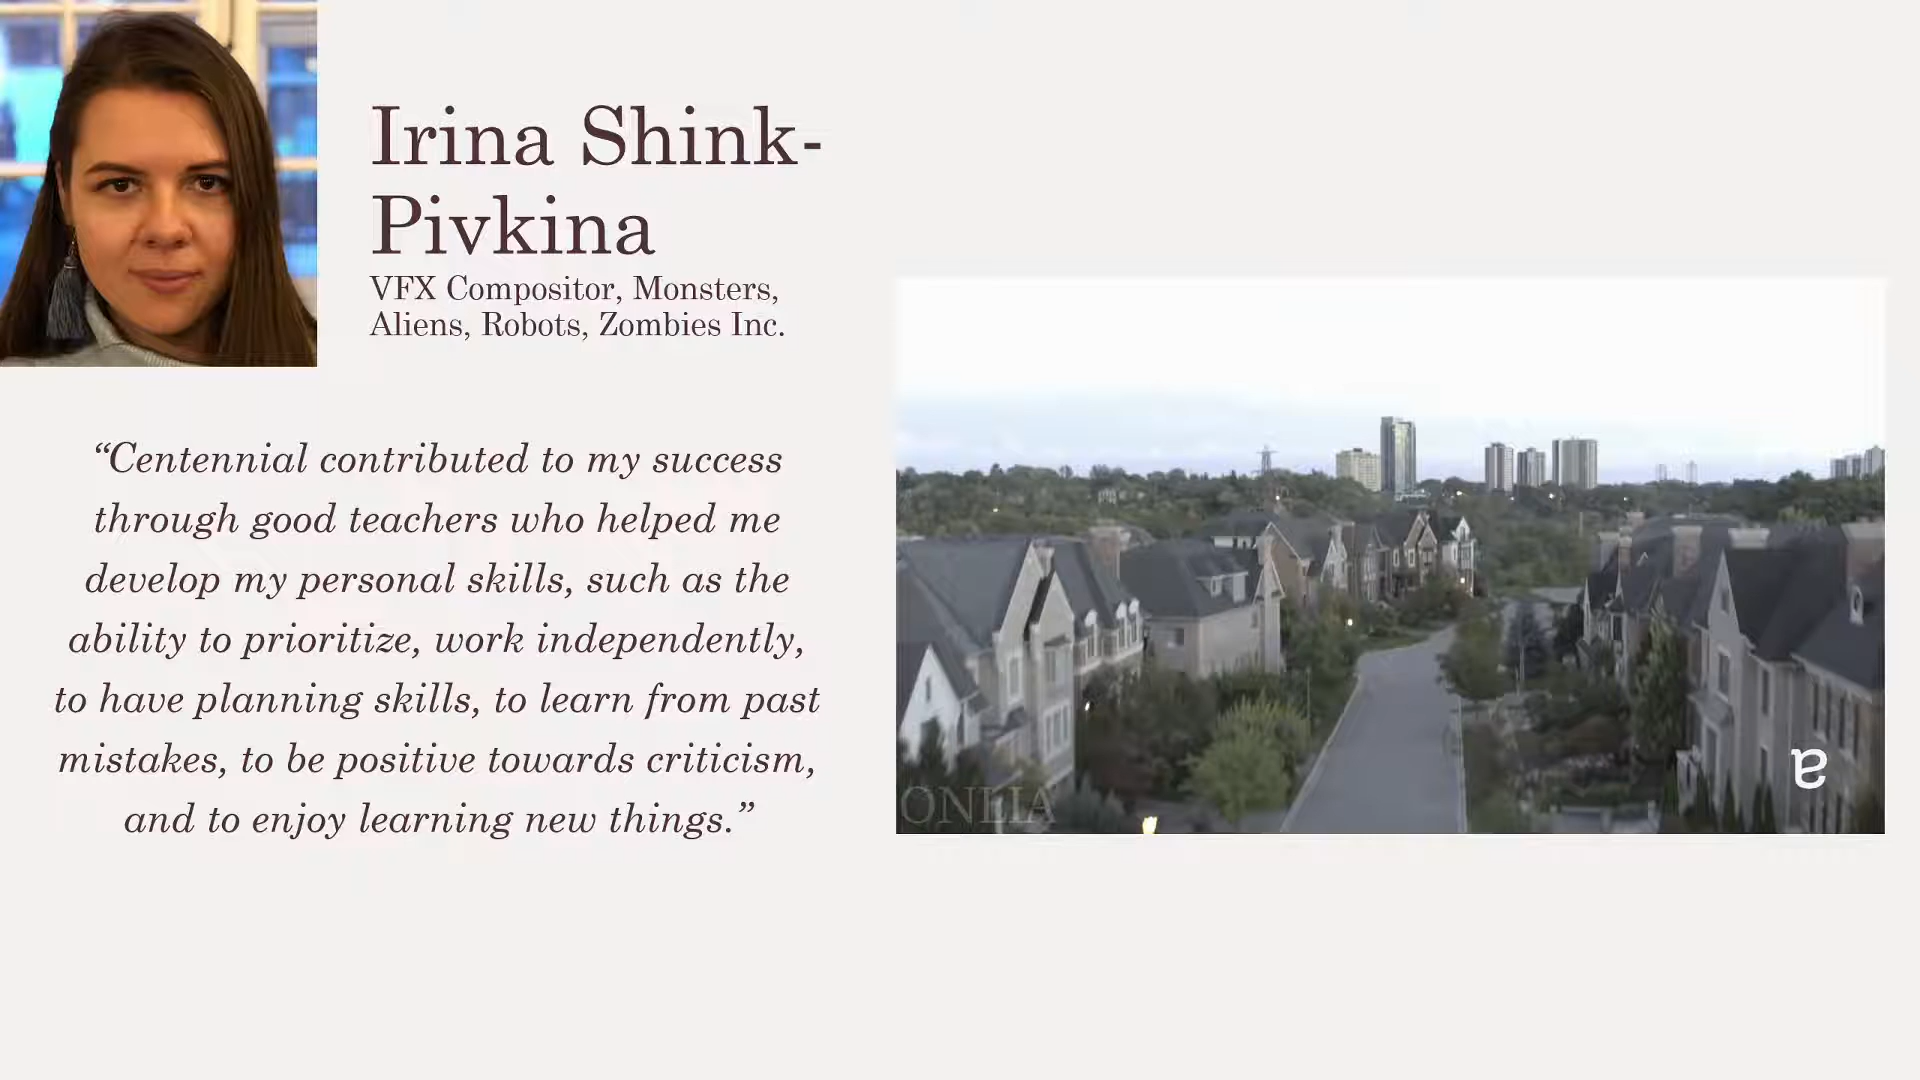 Irina Shink-
Pivkina
VFX Compositor, Monsters,
Aliens, Robots, Zombies Inc.
“Centennial contributed to my success
through good teachers who helped me
develop my personal skills, such as the
ability to prioritize, work independently,
to have planning skills, to learn from past
mistakes, to be positive towards criticism,
and to enjoy learning new things.”
ONLIA